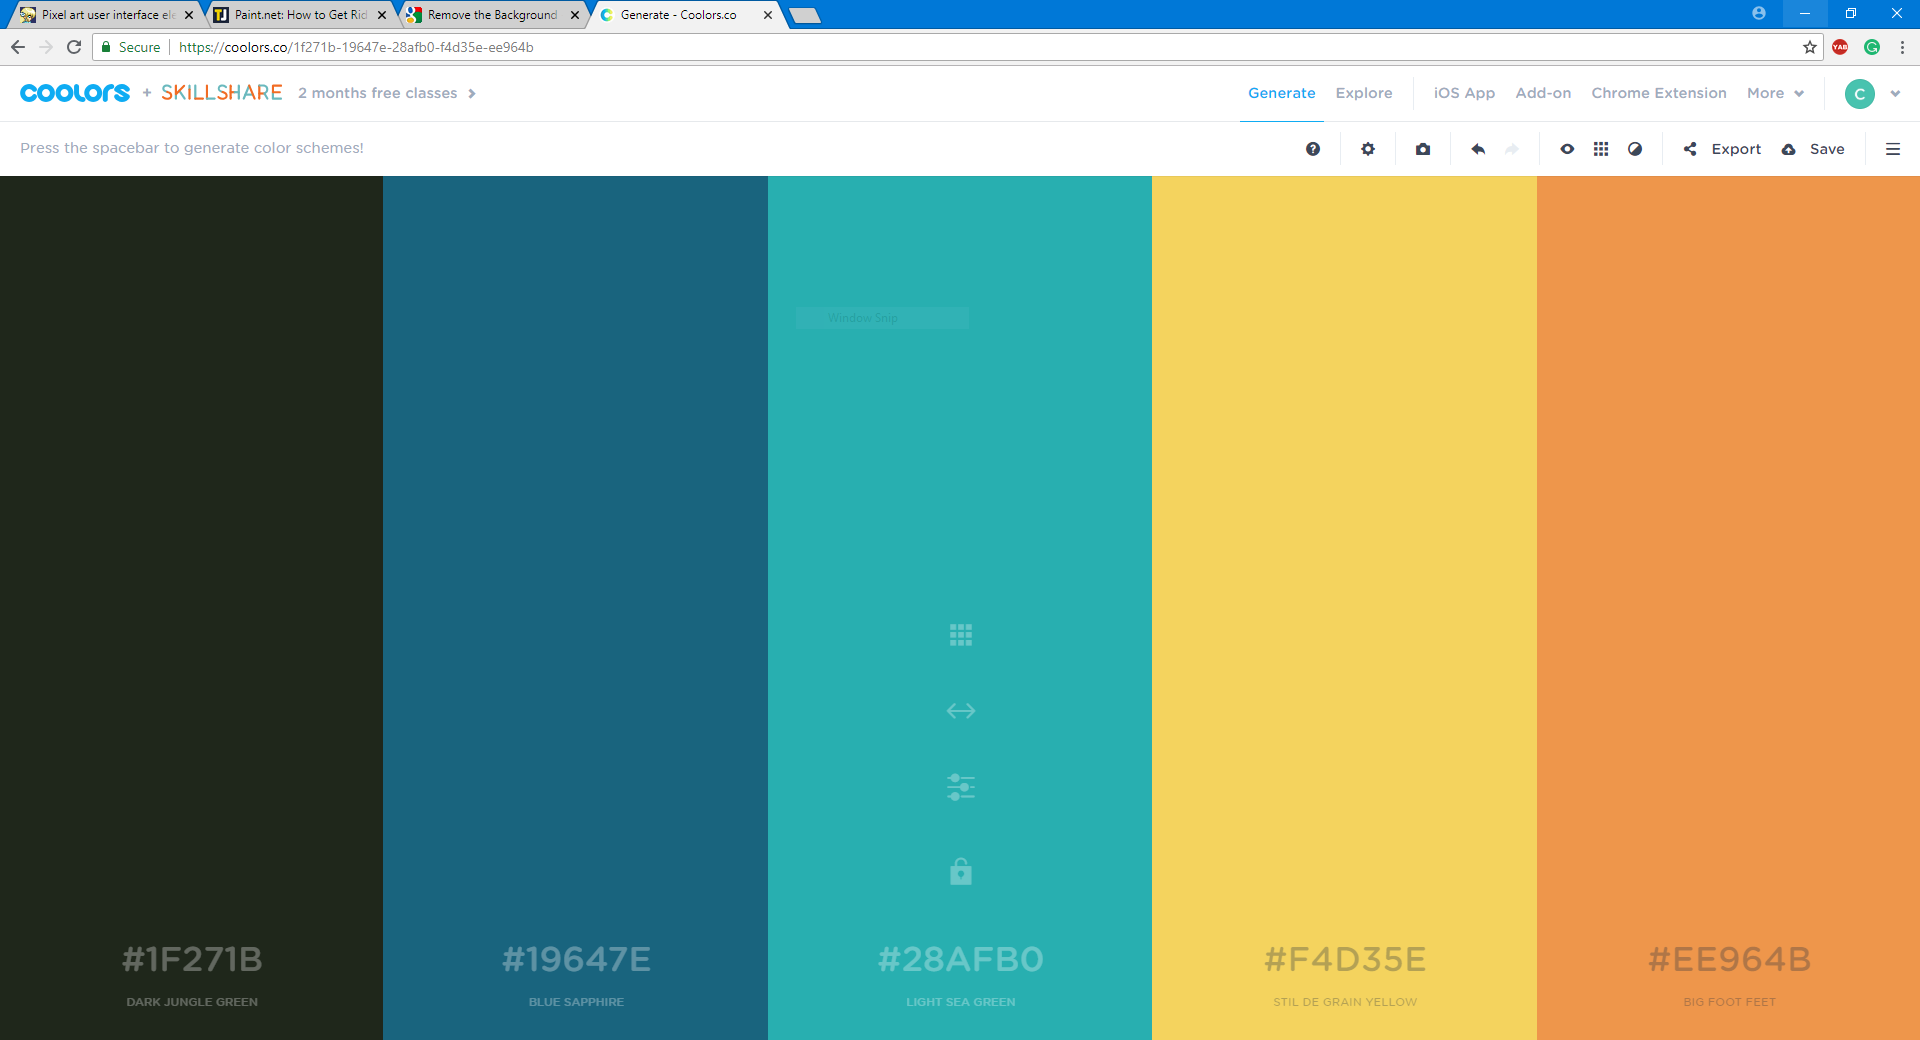 Pixel art user interface ele
Paint.net: How to Get Rid
Remove the Background
Generate - Coolors.co
Secure
https://coolors.co/1f271b-19647e-28afb0-f4d35e-ee964b
YAB
coolors + SKILLSHARE 2 months free classes
Generate Explore iOS App Add-on Chrome Extension More C
Press the spacebar to generate color schemes!
Export Save
Window Snip
#1F271B
DARK JUNGLE GREEN
#19647E
BLUE SAPPHIRE
#28AFB0
LIGHT SEA GREEN
#F4D35E
STIL DE GRAIN YELLOW
#EE964B
BIG FOOT FEET